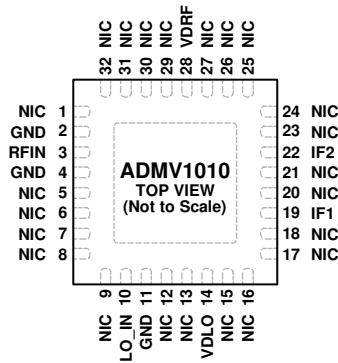 32 NIC
31 NIC
30 NIC
29 NIC
28 VDRF
27 NIC
26 NIC
25 NIC
NIC 1
GND 2
RFIN 3
GND 4
NIC 5
NIC 6
NIC 7
NIC 8
ADMV1010
TOP VIEW
(Not to Scale)
24 NIC
23 NIC
22 IF2
21 NIC
20 NIC
19 IF1
18 NIC
17 NIC
NIC 9
LO_IN 10
GND 11
NIC 12
NIC 13
VDLO 14
NIC 15
NIC 16